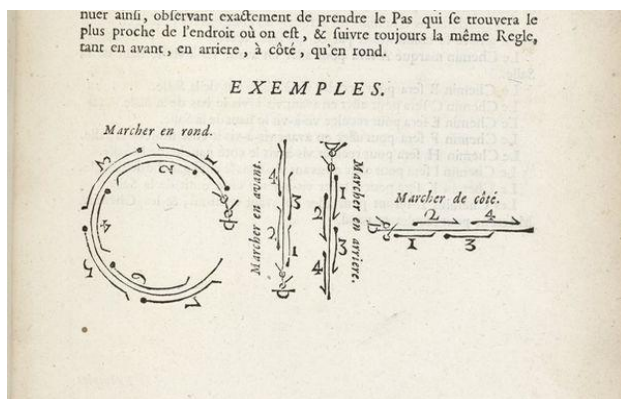 nuer ainſi, obſervant exactement de prendre le Pas qui ſe trouvera le
plus proche de l'endroit où on eſt, & ſuivre toujours la même Regle,
tant en avant, en arriere, à côté, qu'en rond.
EXEMPLES.
Marcher en rond.
1
2
3
4
5
6
7
Marcher en avant.
4
3
2
1
Marcher en arriere.
1
2
3
4
Marcher de côté.
2 4
1 3